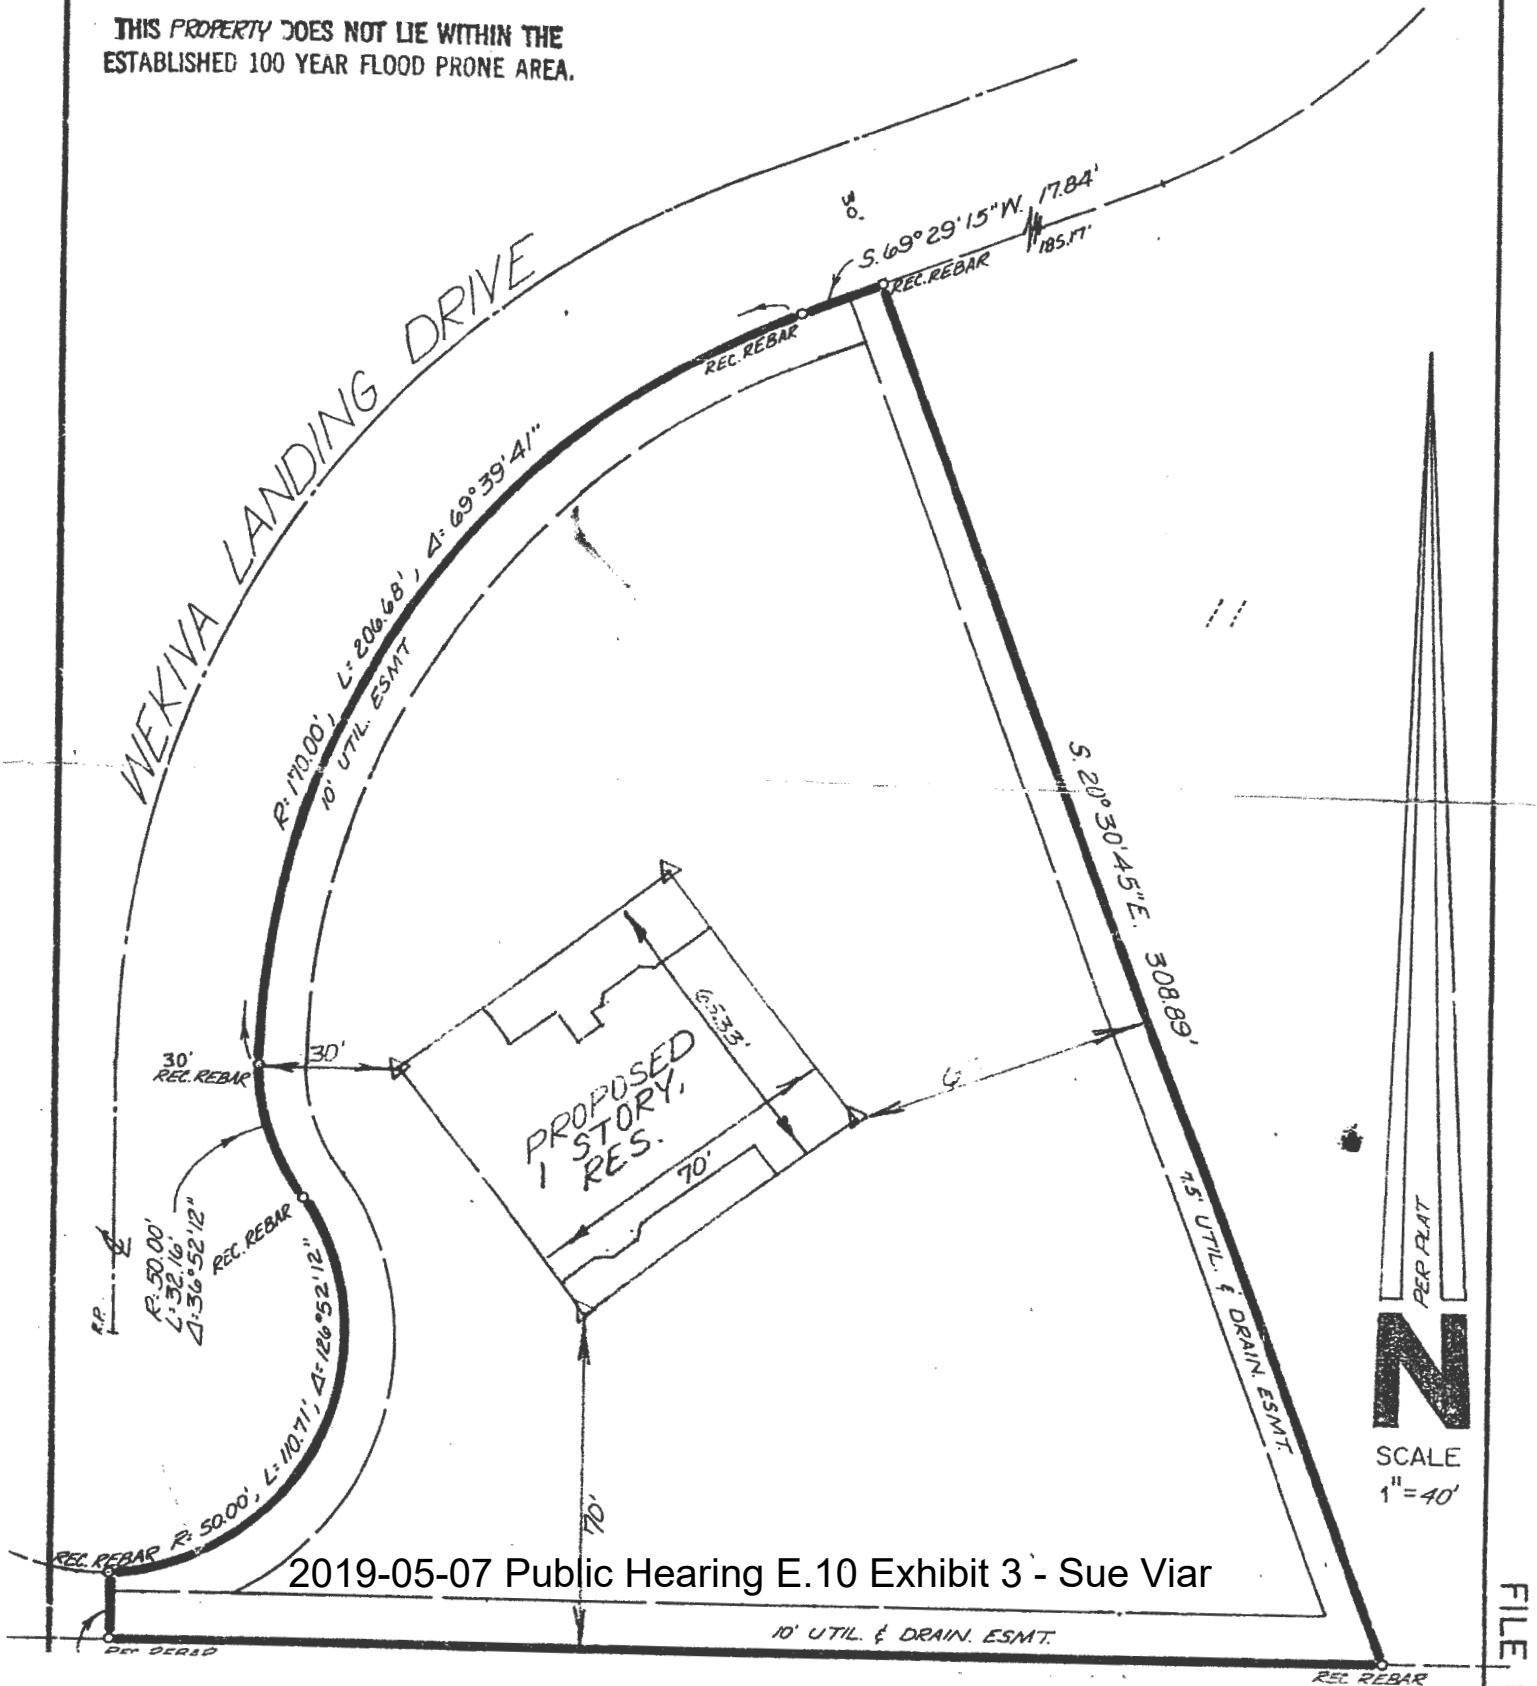 THIS PROPERTY DOES NOT LIE WITHIN THE
ESTABLISHED 100 YEAR FLOOD PRONE AREA.
WEKIVA LANDING DRIVE
30'
S. 69° 29' 15" W. 17.84'
185.17'
REC. REBAR
REC. REBAR
R: 170.00', L: 206.68', Δ: 69° 39' 41"
10' UTIL. ESMT
S. 20° 30' 45" E. 308.89'
65.33'
30'
REC. REBAR
30'
PROPOSED
1 STORY,
RES.
70'
REC. REBAR
R: 50.00'
L: 32.16'
Δ: 36° 52' 12"
R.P.
R: 50.00', L: 110.71', Δ: 126° 52' 12"
7.5' UTIL. & DRAIN. ESMT.
PER PLAT
N
SCALE
1"=40'
70'
REC. REBAR
2019-05-07 Public Hearing E.10 Exhibit 3 - Sue Viar
10' UTIL. & DRAIN. ESMT.
REC. REBAR
REC. REBAR
FILE